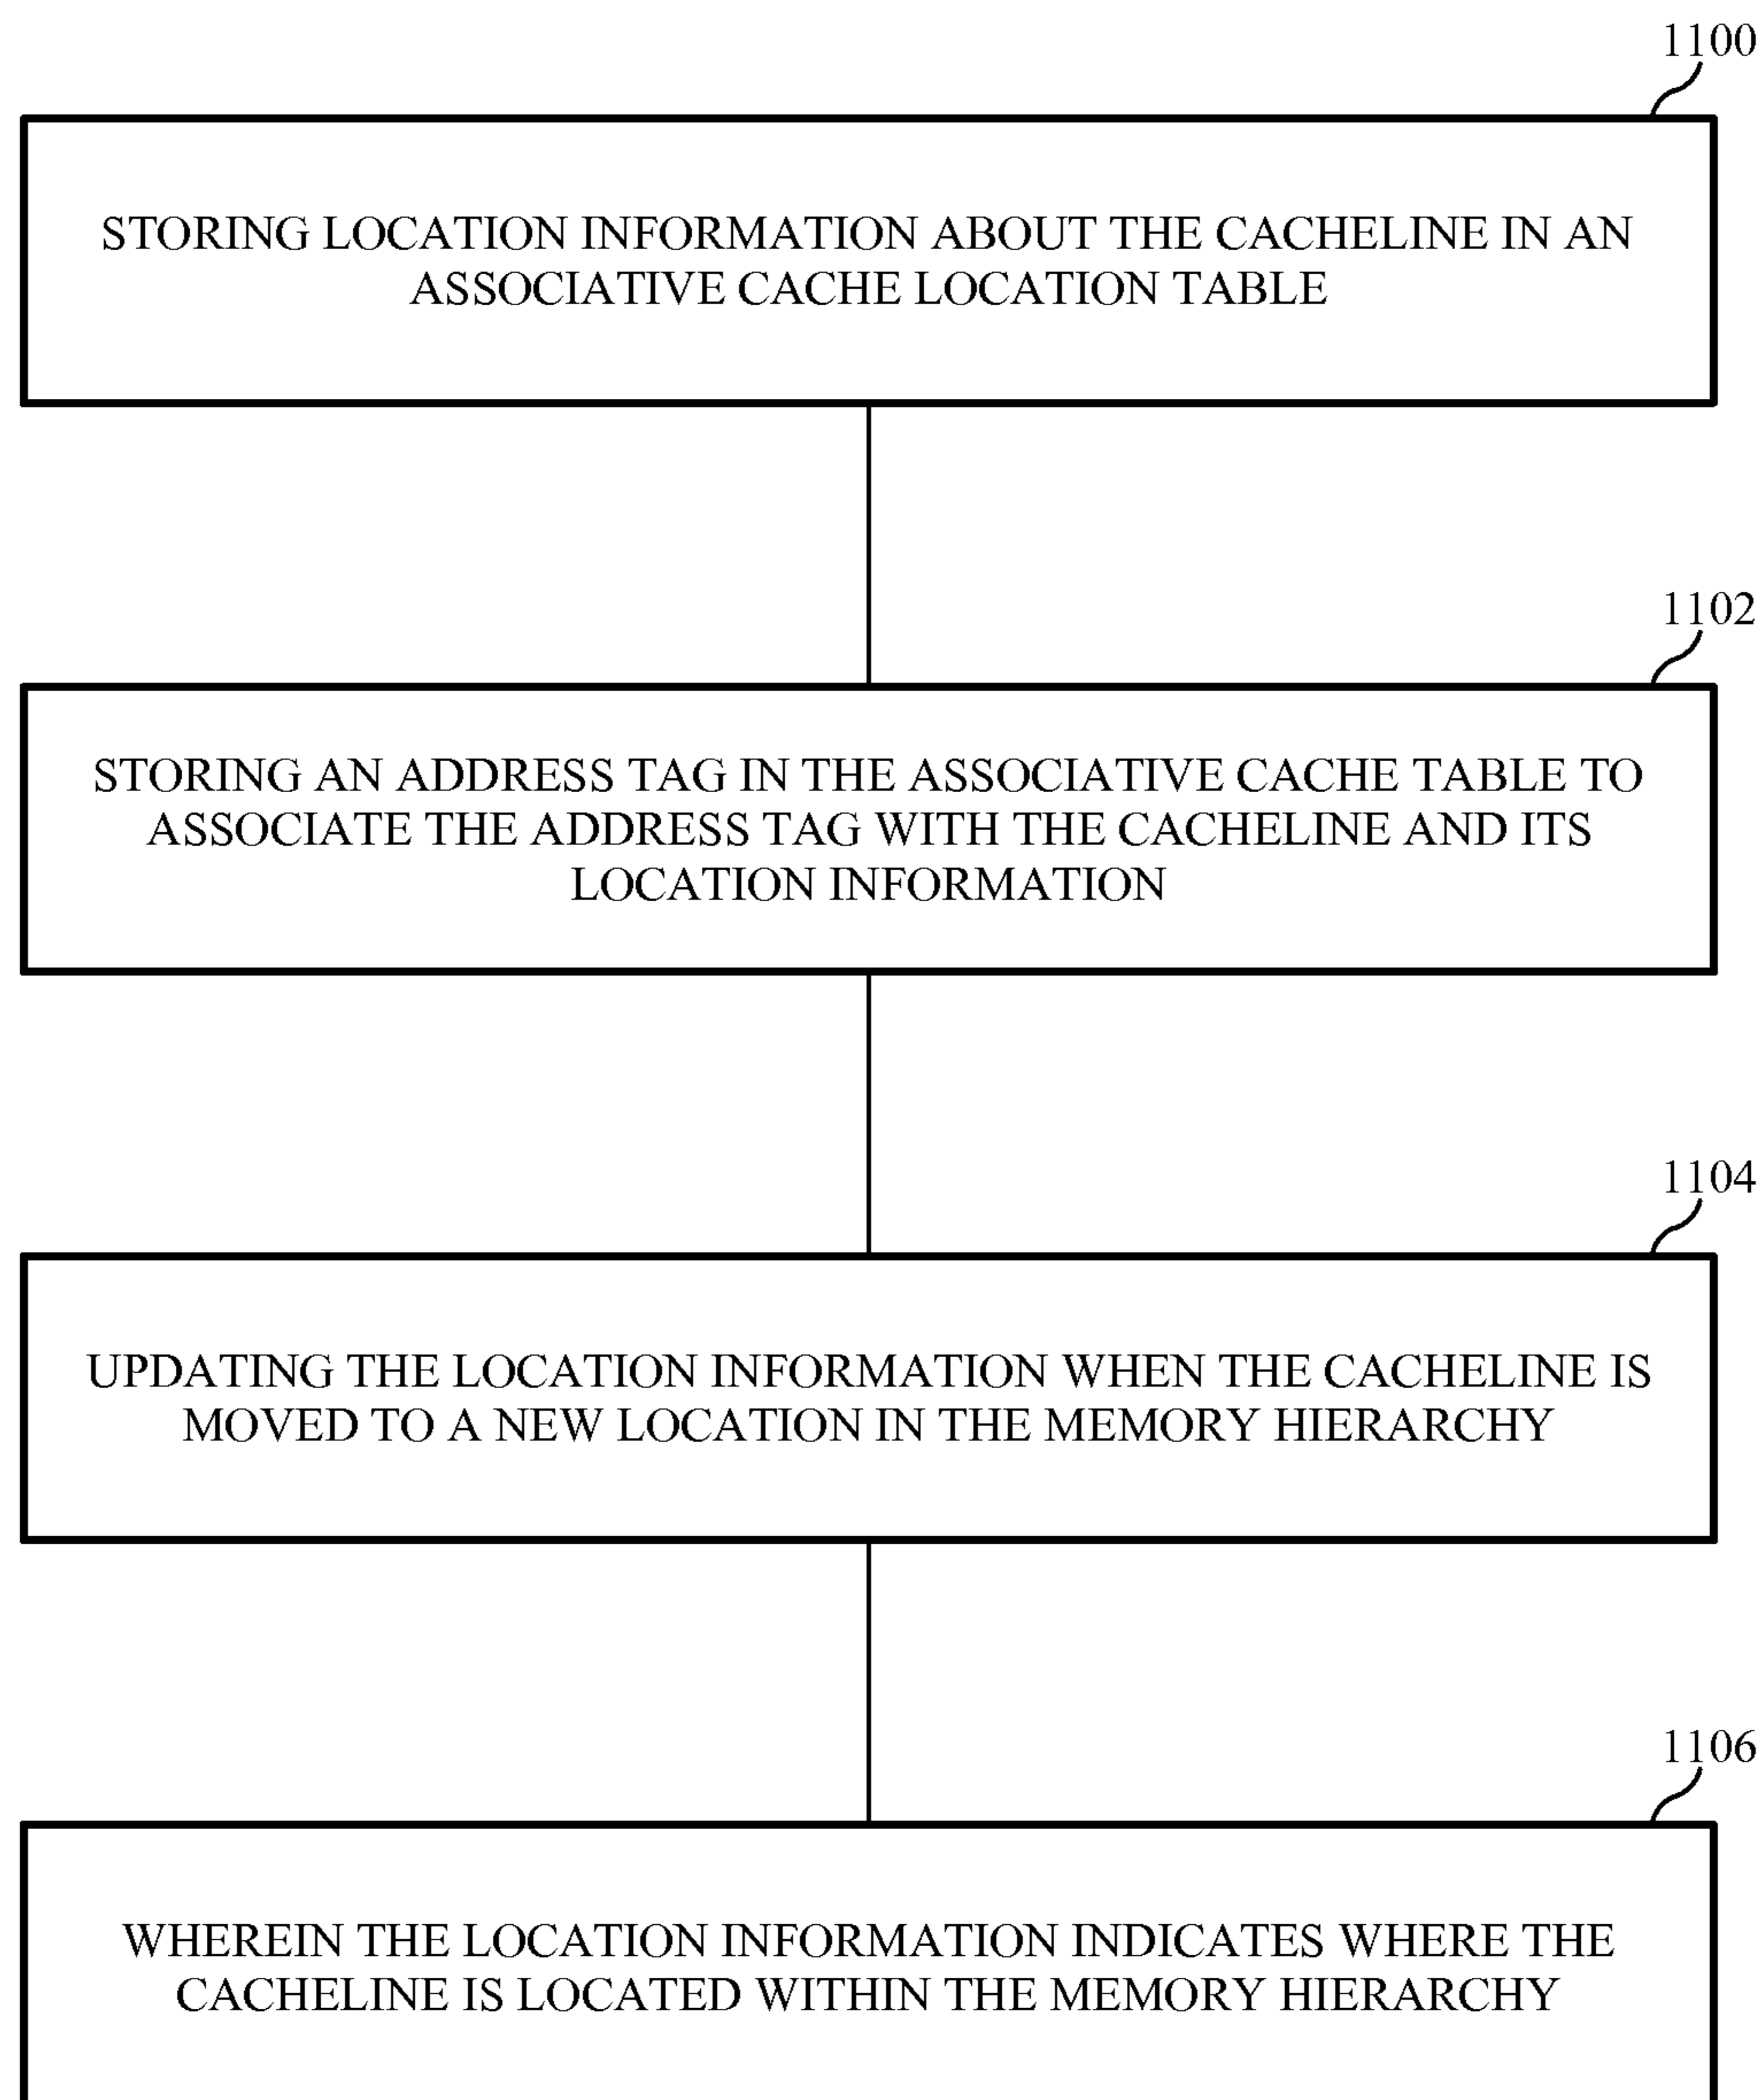 1100
STORING LOCATION INFORMATION ABOUT THE CACHELINE IN AN
ASSOCIATIVE CACHE LOCATION TABLE
1102
STORING AN ADDRESS TAG IN THE ASSOCIATIVE CACHE TABLE TO
ASSOCIATE THE ADDRESS TAG WITH THE CACHELINE AND ITS
LOCATION INFORMATION
1104
UPDATING THE LOCATION INFORMATION WHEN THE CACHELINE IS
MOVED TO A NEW LOCATION IN THE MEMORY HIERARCHY
1106
WHEREIN THE LOCATION INFORMATION INDICATES WHERE THE
CACHELINE IS LOCATED WITHIN THE MEMORY HIERARCHY